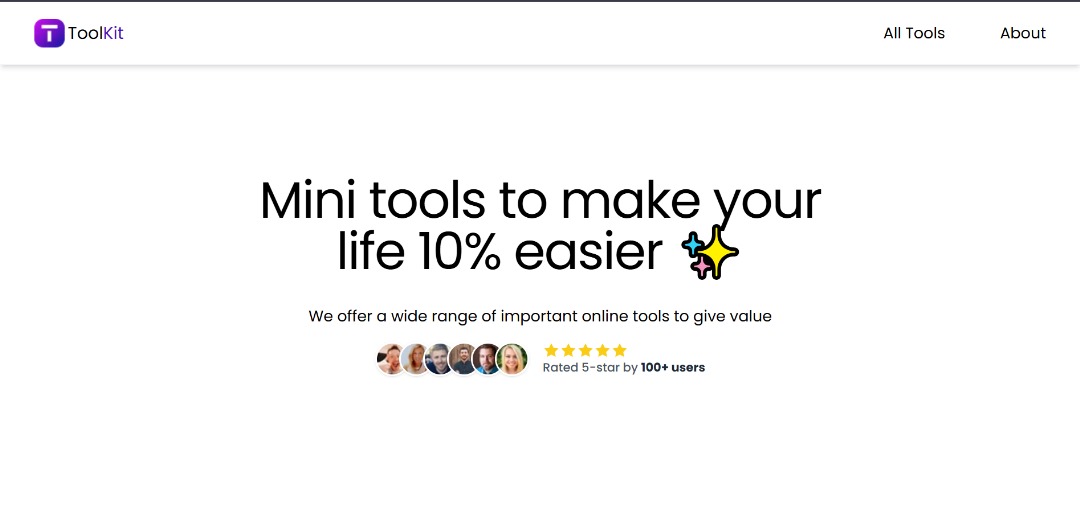 T ToolKit
All Tools
About
Mini tools to make your
life 10% easier
We offer a wide range of important online tools to give value
Rated 5-star by 100+ users